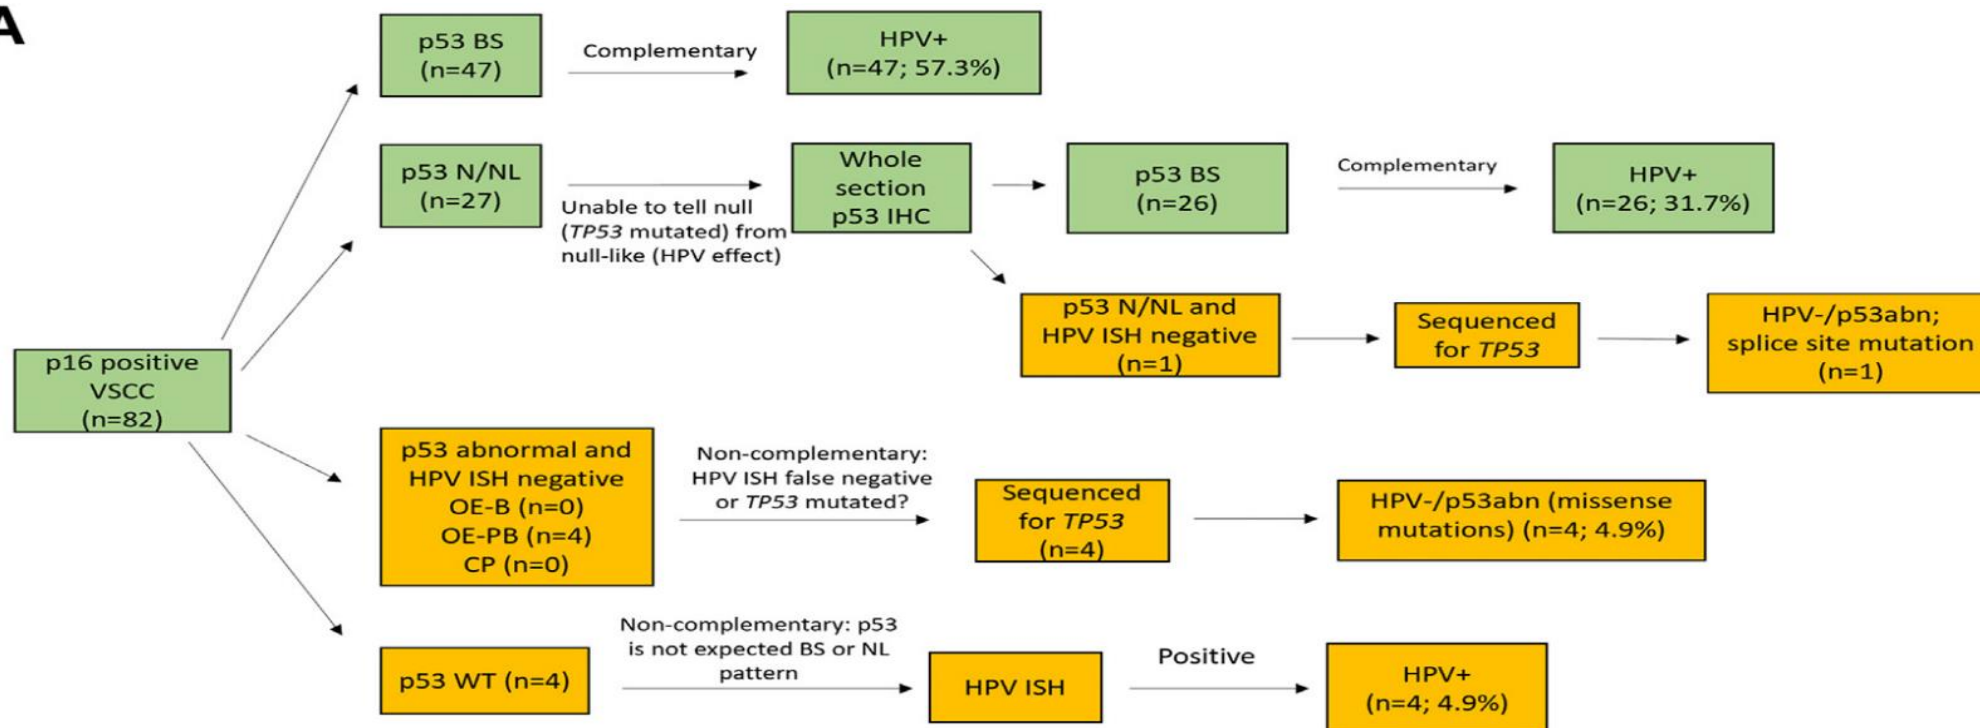 A
p53 BS
(n=47)
Complementary
HPV+
(n=47; 57.3%)
p53 N/NL
(n=27)
Unable to tell null
(TP53 mutated) from
null-like (HPV effect)
Whole
section
p53 IHC
p53 BS
(n=26)
Complementary
HPV+
(n=26; 31.7%)
p53 N/NL and
HPV ISH negative
(n=1)
Sequenced
for TP53
HPV-/p53abn;
splice site mutation
(n=1)
p16 positive
VSCC
(n=82)
p53 abnormal and
HPV ISH negative
OE-B (n=0)
OE-PB (n=4)
CP (n=0)
Non-complementary:
HPV ISH false negative
or TP53 mutated?
Sequenced
for TP53
(n=4)
HPV-/p53abn (missense
mutations) (n=4; 4.9%)
p53 WT (n=4)
Non-complementary: p53
is not expected BS or NL
pattern
HPV ISH
Positive
HPV+
(n=4; 4.9%)